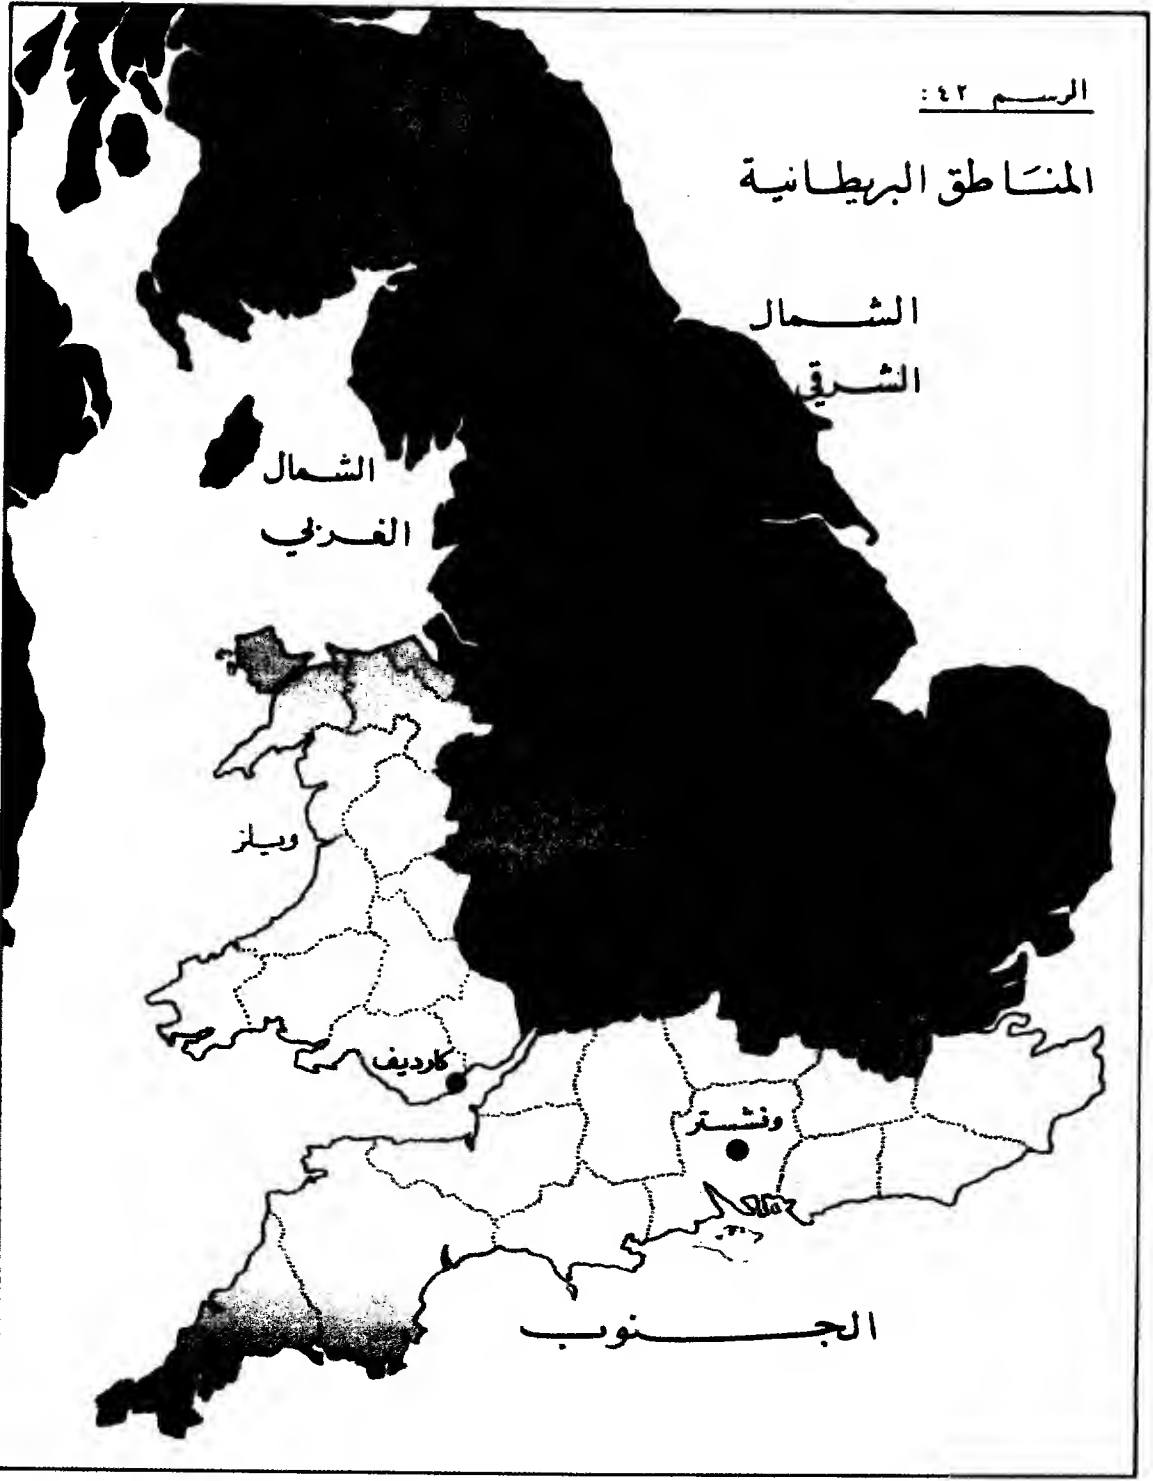 الرسم ٤٢ :
المناطق البريطانية
الشمال
الشرقي
الشمال
الغربي
ويلز
كارديف
ونشستر
الجنوب